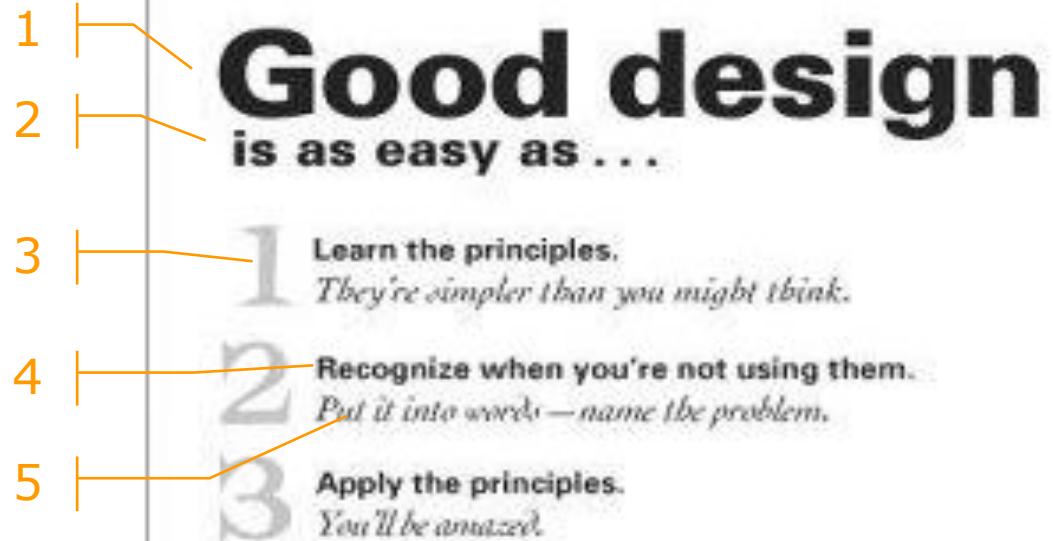 1
Good design
2
is as easy as...
3
1
Learn the principles.
They're simpler than you might think.
4
2
Recognize when you're not using them.
Put it into words—name the problem.
5
3
Apply the principles.
You'll be amazed.